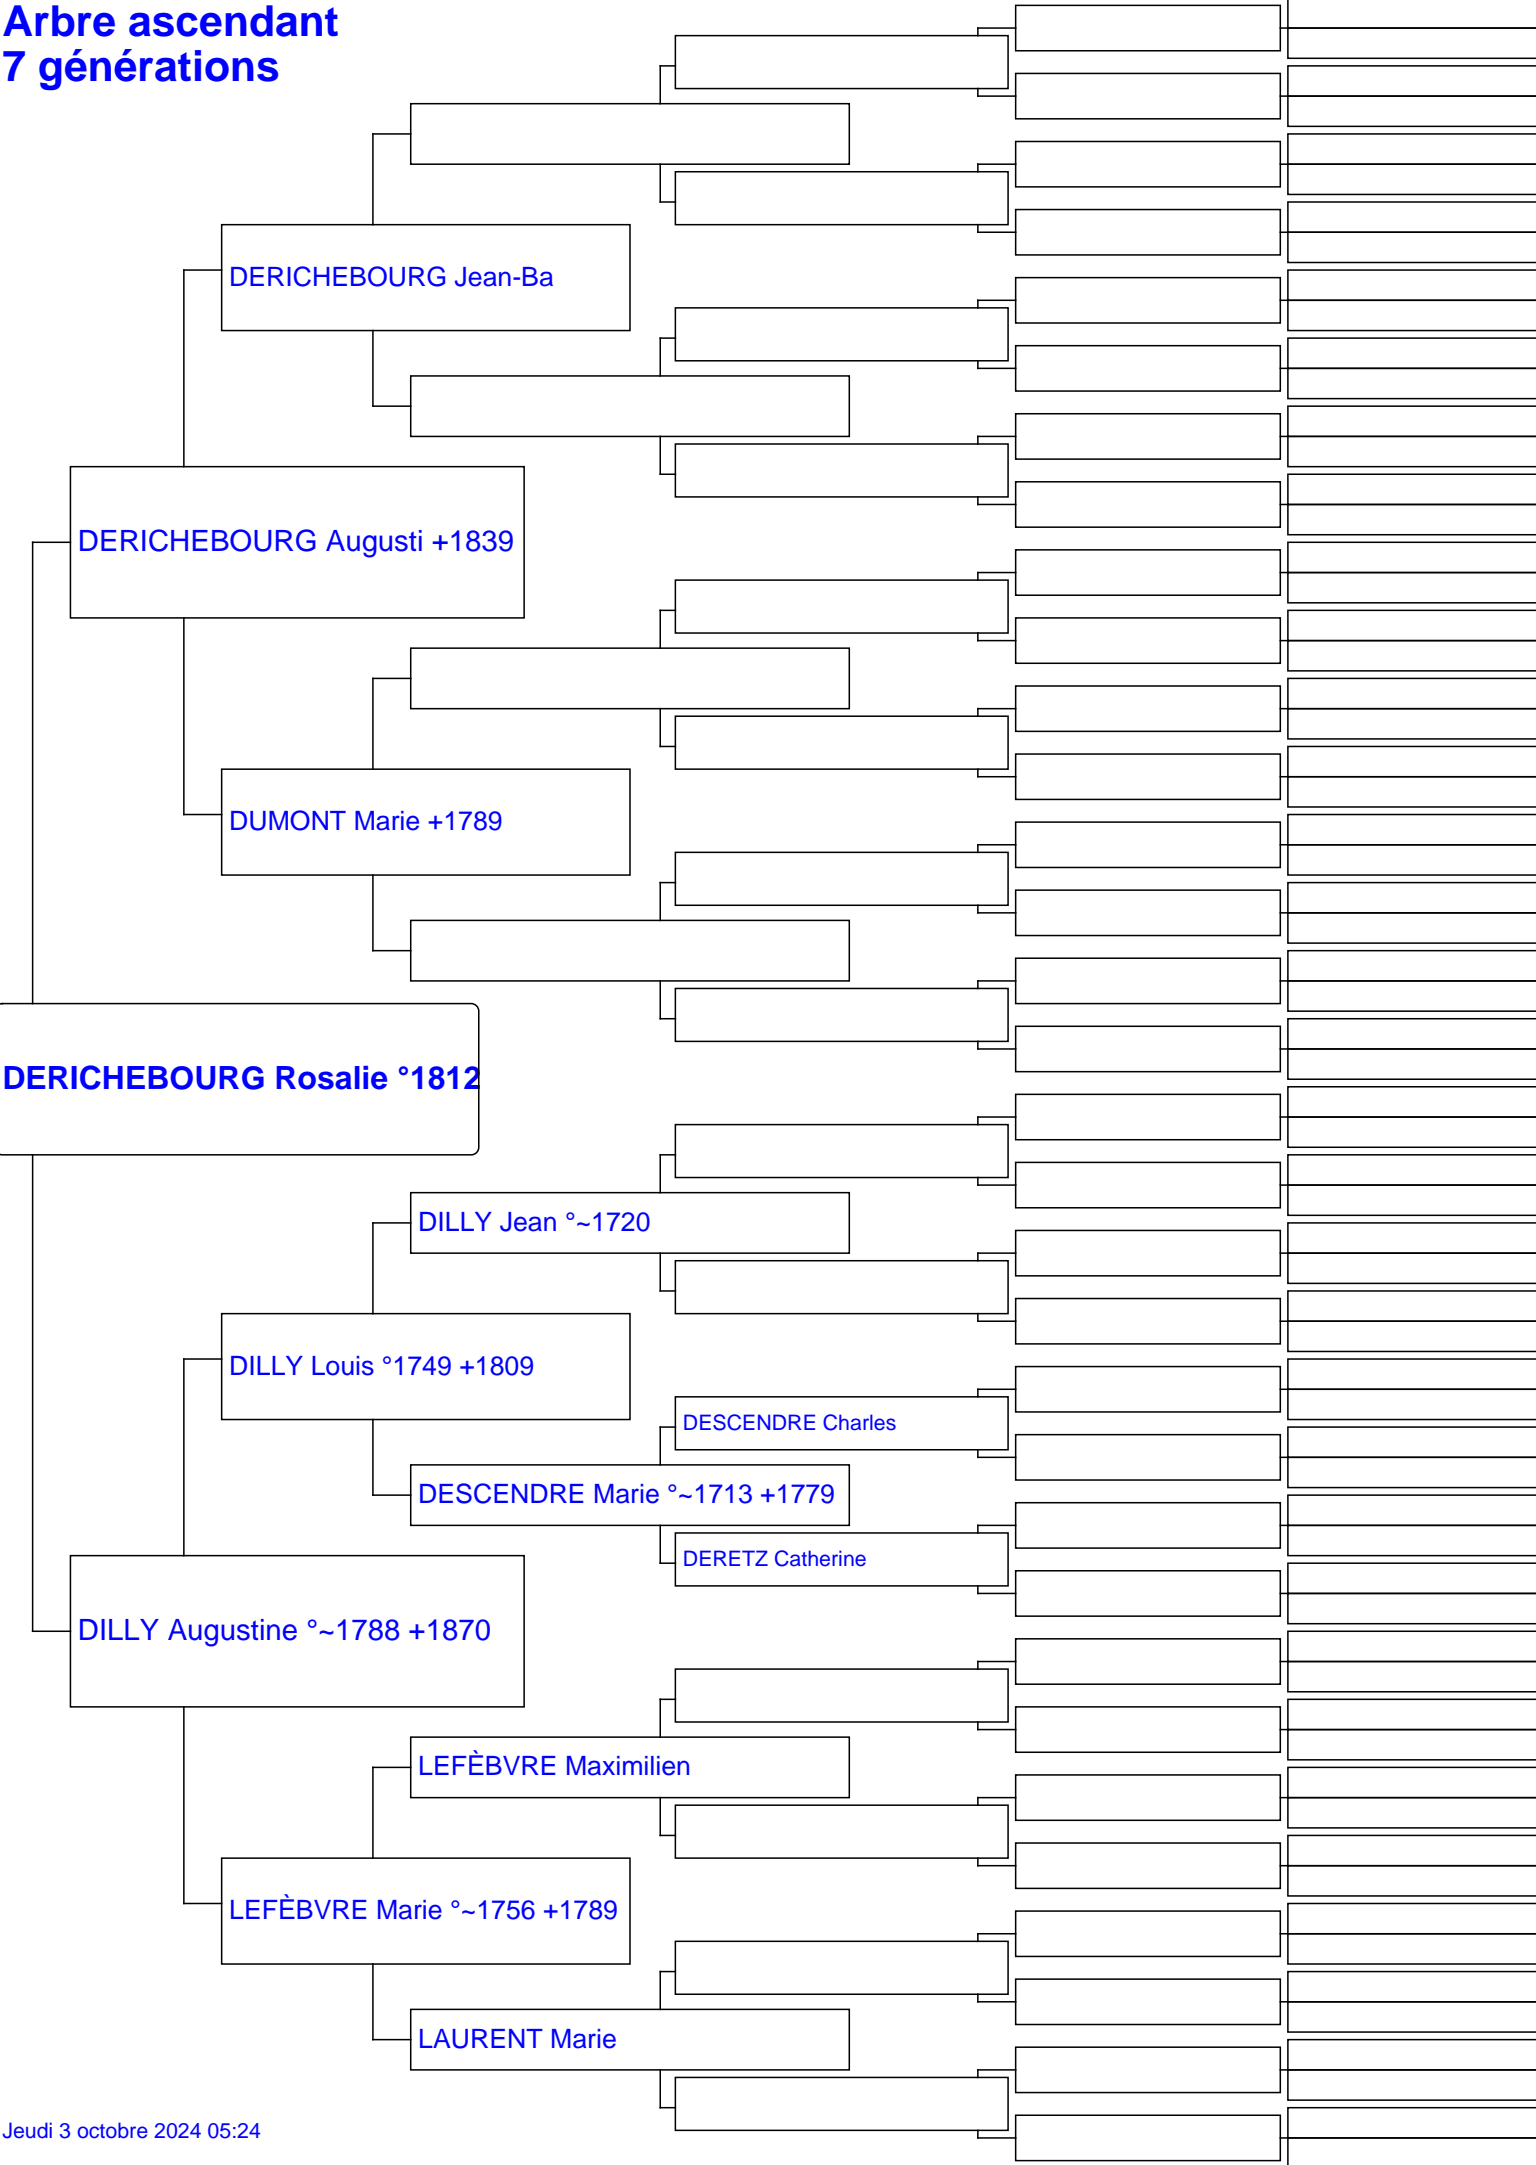 Arbre ascendant
7 générations
DERICHEBOURG Jean-Ba
DERICHEBOURG Augusti +1839
DUMONT Marie +1789
DERICHEBOURG Rosalie °1812
DILLY Jean °~1720
DILLY Louis °1749 +1809
DESCENDRE Charles
DESCENDRE Marie °~1713 +1779
DERETZ Catherine
DILLY Augustine °~1788 +1870
LEFÈBVRE Maximilien
LEFÈBVRE Marie °~1756 +1789
LAURENT Marie
Jeudi 3 octobre 2024 05:24